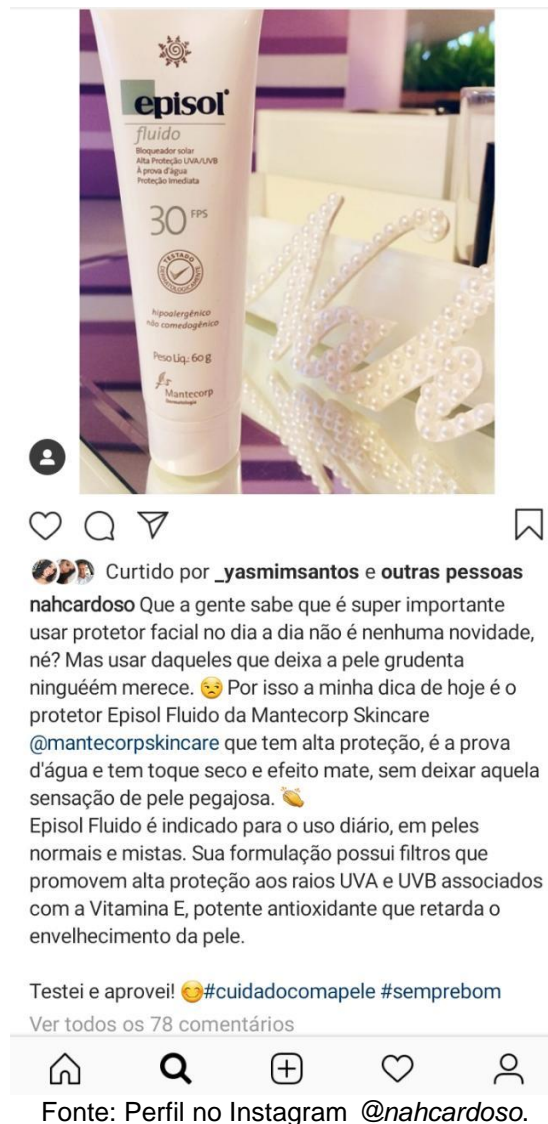 episol
fluido
Bloqueador solar
Alta Proteção UVA/UVB
À prova d'água
Proteção Imediata
30 FPS
TESTADO
DERMATOLOGICAMENTE
hipoalergênico
não comedogênico
Peso Líq.: 60 g
Mantecorp
Dermatologia
Nah
Curtido por _yasmimsantos e outras pessoas
nahcardoso Que a gente sabe que é super importante
usar protetor facial no dia a dia não é nenhuma novidade,
né? Mas usar daqueles que deixa a pele grudenta
ninguéém merece. 😒 Por isso a minha dica de hoje é o
protetor Episol Fluido da Mantecorp Skincare
@mantecorpskincare que tem alta proteção, é a prova
d'água e tem toque seco e efeito mate, sem deixar aquela
sensação de pele pegajosa. 👏
Episol Fluido é indicado para o uso diário, em peles
normais e mistas. Sua formulação possui filtros que
promovem alta proteção aos raios UVA e UVB associados
com a Vitamina E, potente antioxidante que retarda o
envelhecimento da pele.
Testei e aprovei! 😊#cuidadocomapele #semprebom
Ver todos os 78 comentários
Fonte: Perfil no Instagram @nahcardoso.